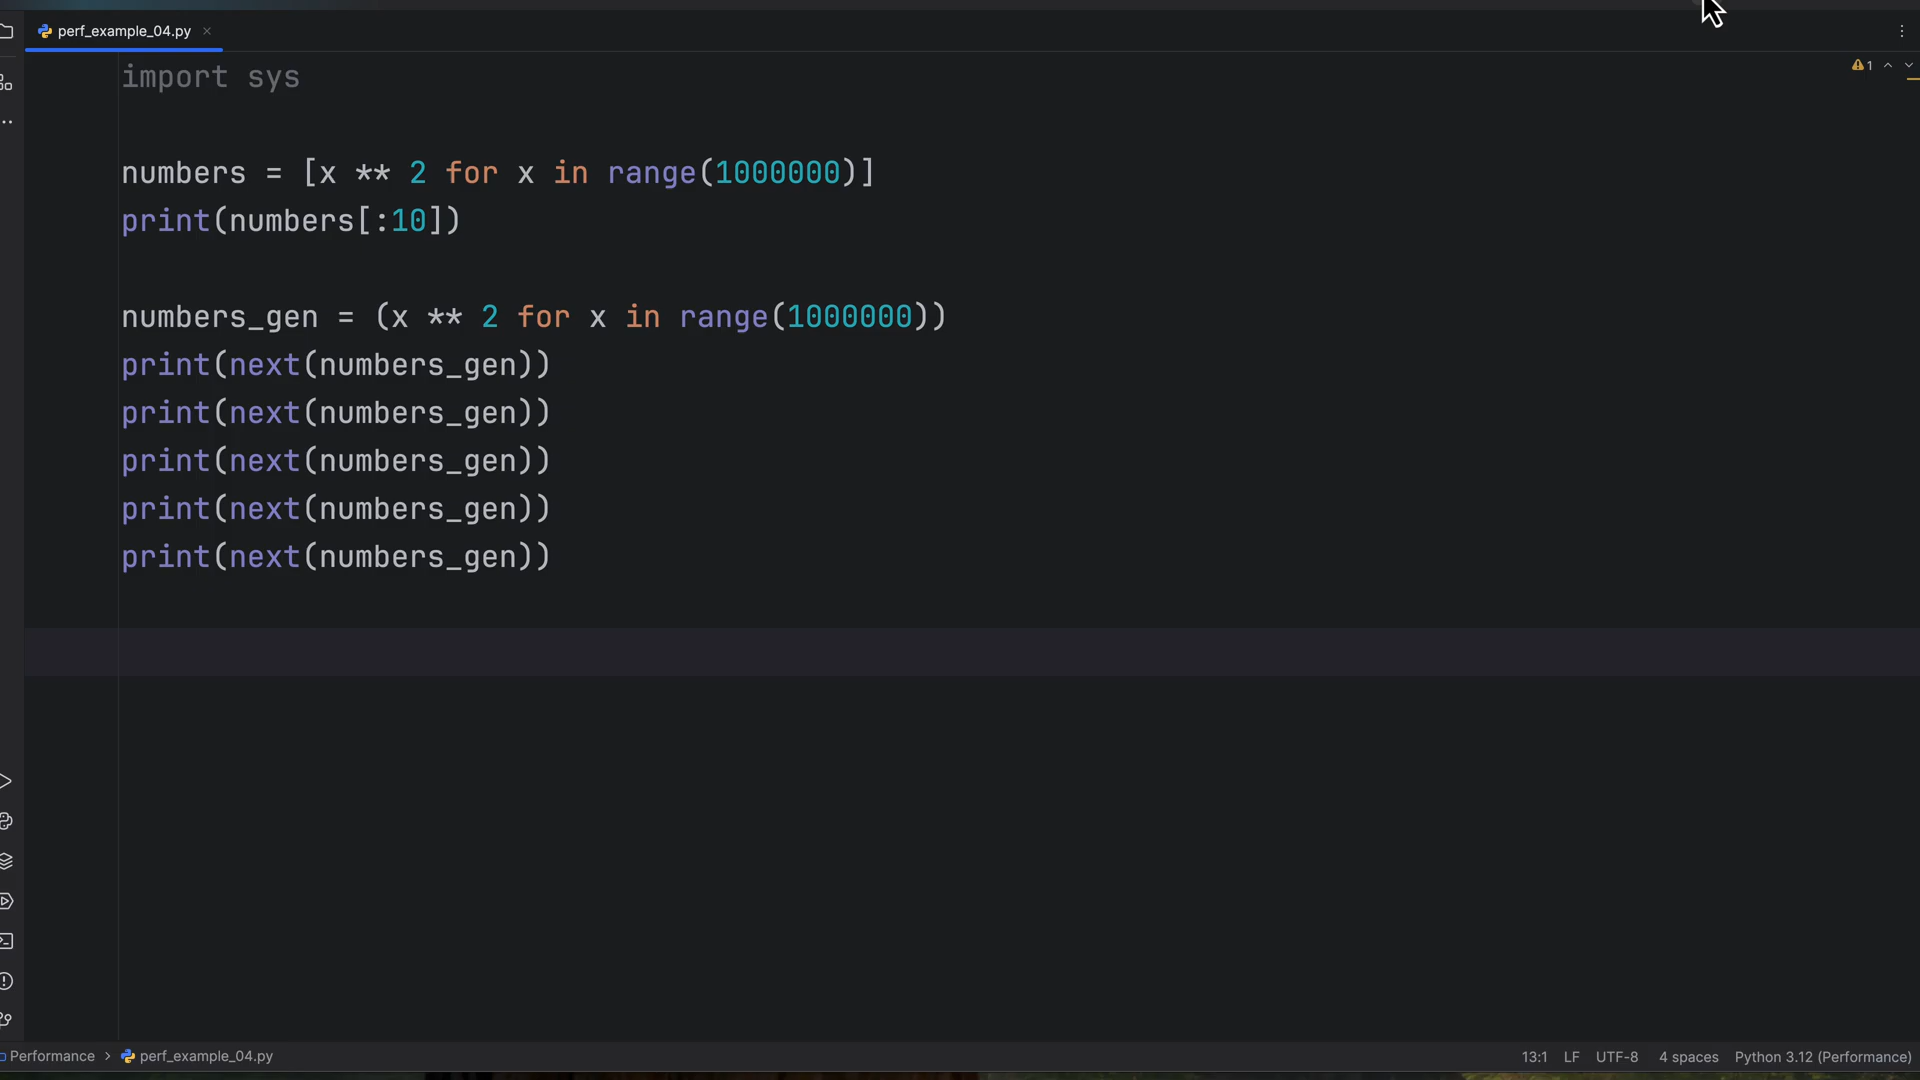 perf_example_04.py
1
import sys
numbers = [x ** 2 for x in range(1000000)]
print(numbers[:10])
numbers_gen = (x ** 2 for x in range(1000000))
print(next(numbers_gen))
print(next(numbers_gen))
print(next(numbers_gen))
print(next(numbers_gen))
print(next(numbers_gen))
Performance > perf_example_04.py
13:1 LF UTF-8 4 spaces Python 3.12 (Performance)